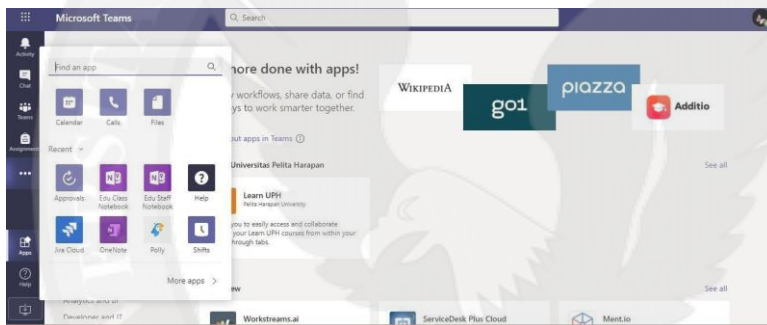 Microsoft Teams
Search
Activity
Chat
Teams
Assignment
Apps
Help
Find an app
Calendar Calls Files
Recent
Approvals Edu Class Notebook Edu Staff Notebook Help
Jira Cloud OneNote Polly Shifts
More apps
more done with apps!
workflows, share data, or find
ys to work smarter together.
out apps in Teams
WIKIPEDIA
go1
piazza
Additio
Universitas Pelita Harapan See all
Learn UPH
Pelita Harapan University
you to easily access and collaborate
your Learn UPH courses from within your
through tabs.
ew See all
Analytics and BI
Developer and IT
Workstreams.ai ServiceDesk Plus Cloud Ment.io